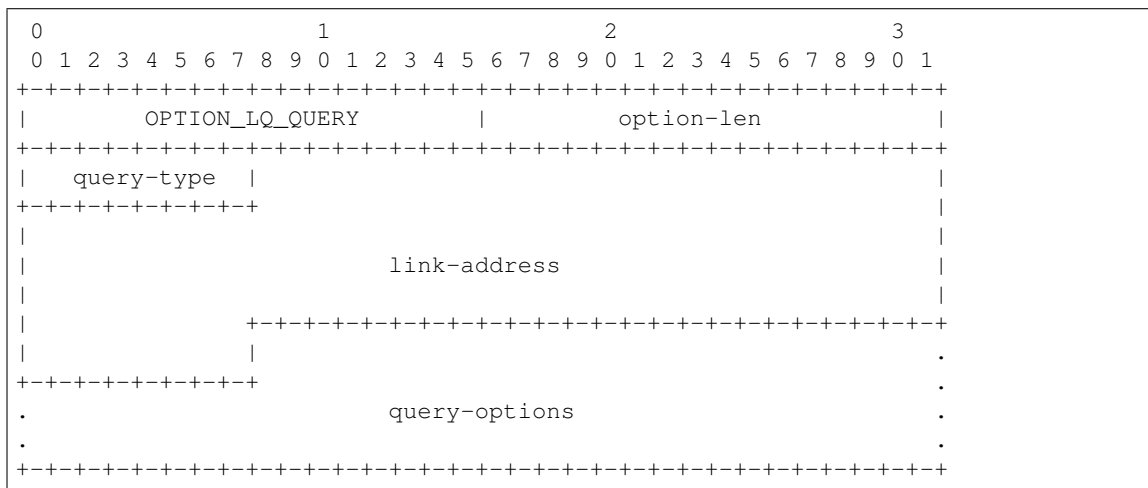 0                   1                   2                   3
 0 1 2 3 4 5 6 7 8 9 0 1 2 3 4 5 6 7 8 9 0 1 2 3 4 5 6 7 8 9 0 1
+-+-+-+-+-+-+-+-+-+-+-+-+-+-+-+-+-+-+-+-+-+-+-+-+-+-+-+-+-+-+-+-+
|        OPTION_LQ_QUERY        |         option-len            |
+-+-+-+-+-+-+-+-+-+-+-+-+-+-+-+-+-+-+-+-+-+-+-+-+-+-+-+-+-+-+-+-+
|   query-type  |                                               |
+-+-+-+-+-+-+-+-+                                               |
|                                                               |
|                         link-address                          |
|                                                               |
|               +-+-+-+-+-+-+-+-+-+-+-+-+-+-+-+-+-+-+-+-+-+-+-+-+
|               |                                               .
+-+-+-+-+-+-+-+-+                                               .
.                         query-options                         .
.                                                               .
+-+-+-+-+-+-+-+-+-+-+-+-+-+-+-+-+-+-+-+-+-+-+-+-+-+-+-+-+-+-+-+-+